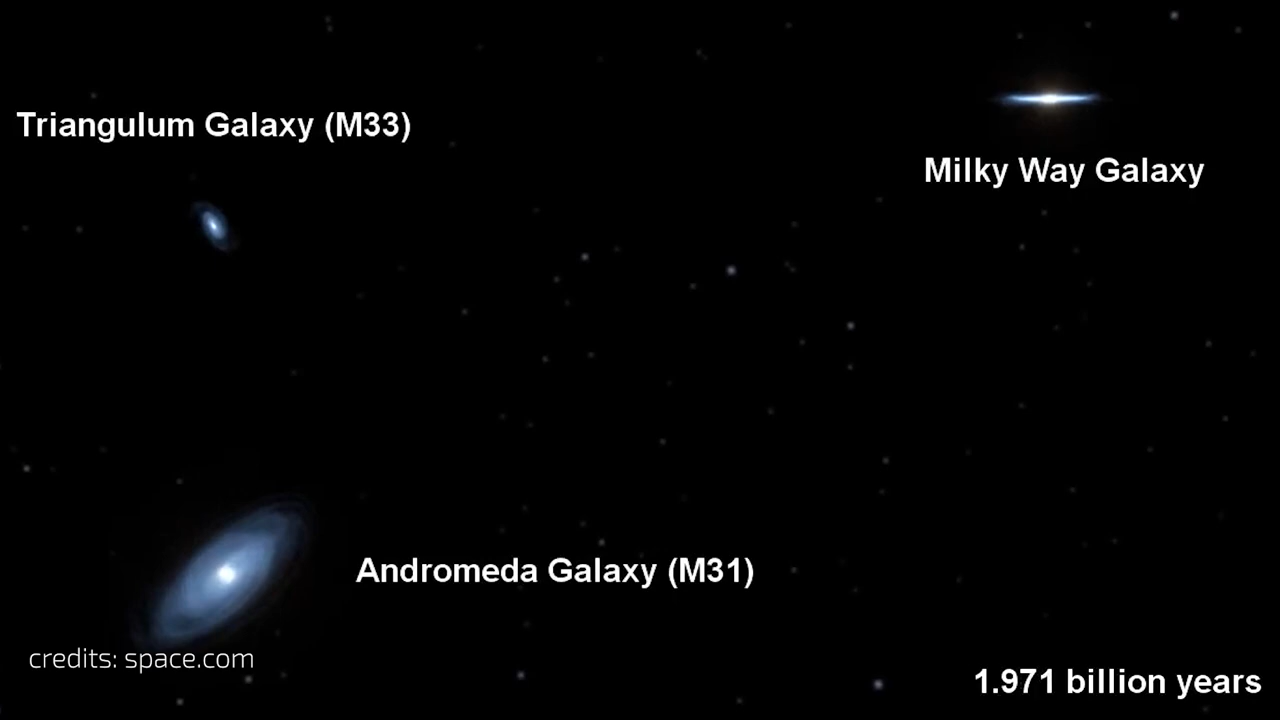 Triangulum Galaxy (M33)
Milky Way Galaxy
Andromeda Galaxy (M31)
credits: space.com
1.971 billion years